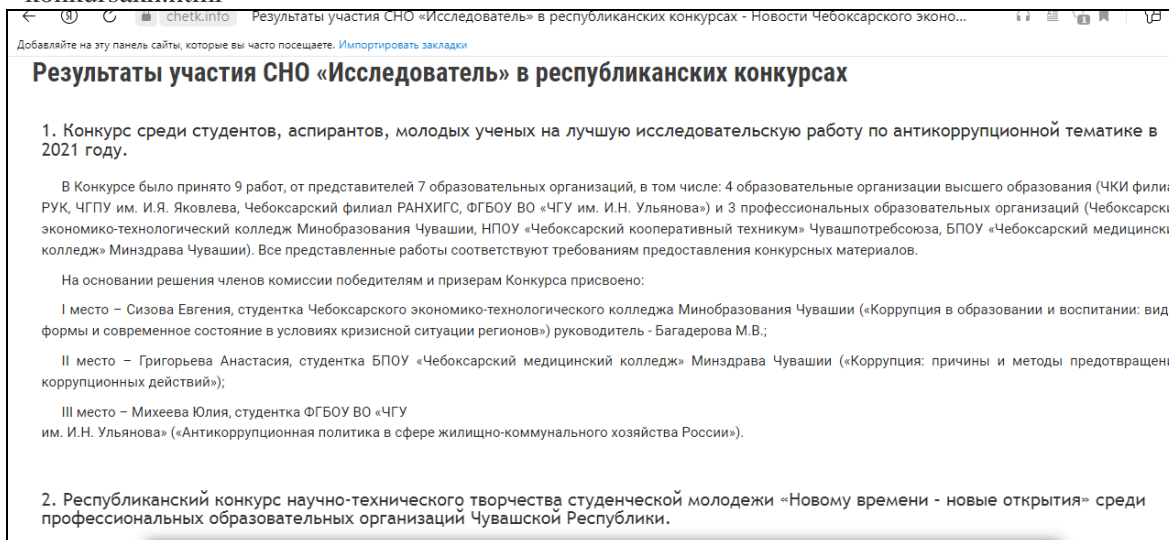 konkursakh.html
chetk.info Результаты участия СНО «Исследователь» в республиканских конкурсах - Новости Чебоксарского эконо...
Добавляйте на эту панель сайты, которые вы часто посещаете. Импортировать закладки
Результаты участия СНО «Исследователь» в республиканских конкурсах
1. Конкурс среди студентов, аспирантов, молодых ученых на лучшую исследовательскую работу по антикоррупционной тематике в
2021 году.
В Конкурсе было принято 9 работ, от представителей 7 образовательных организаций, в том числе: 4 образовательные организации высшего образования (ЧКИ филиа
РУК, ЧГПУ им. И.Я. Яковлева, Чебоксарский филиал РАНХИГС, ФГБОУ ВО «ЧГУ им. И.Н. Ульянова») и 3 профессиональных образовательных организаций (Чебоксарски
экономико-технологический колледж Минобразования Чувашии, НПОУ «Чебоксарский кооперативный техникум» Чувашпотребсоюза, БПОУ «Чебоксарский медицински
колледж» Минздрава Чувашии). Все представленные работы соответствуют требованиям предоставления конкурсных материалов.
На основании решения членов комиссии победителям и призерам Конкурса присвоено:
I место – Сизова Евгения, студентка Чебоксарского экономико-технологического колледжа Минобразования Чувашии («Коррупция в образовании и воспитании: вид
формы и современное состояние в условиях кризисной ситуации регионов») руководитель - Багадерова М.В.;
II место – Григорьева Анастасия, студентка БПОУ «Чебоксарский медицинский колледж» Минздрава Чувашии («Коррупция: причины и методы предотвращени
коррупционных действий»);
III место – Михеева Юлия, студентка ФГБОУ ВО «ЧГУ
им. И.Н. Ульянова» («Антикоррупционная политика в сфере жилищно-коммунального хозяйства России»).
2. Республиканский конкурс научно-технического творчества студенческой молодежи «Новому времени - новые открытия» среди
профессиональных образовательных организаций Чувашской Республики.